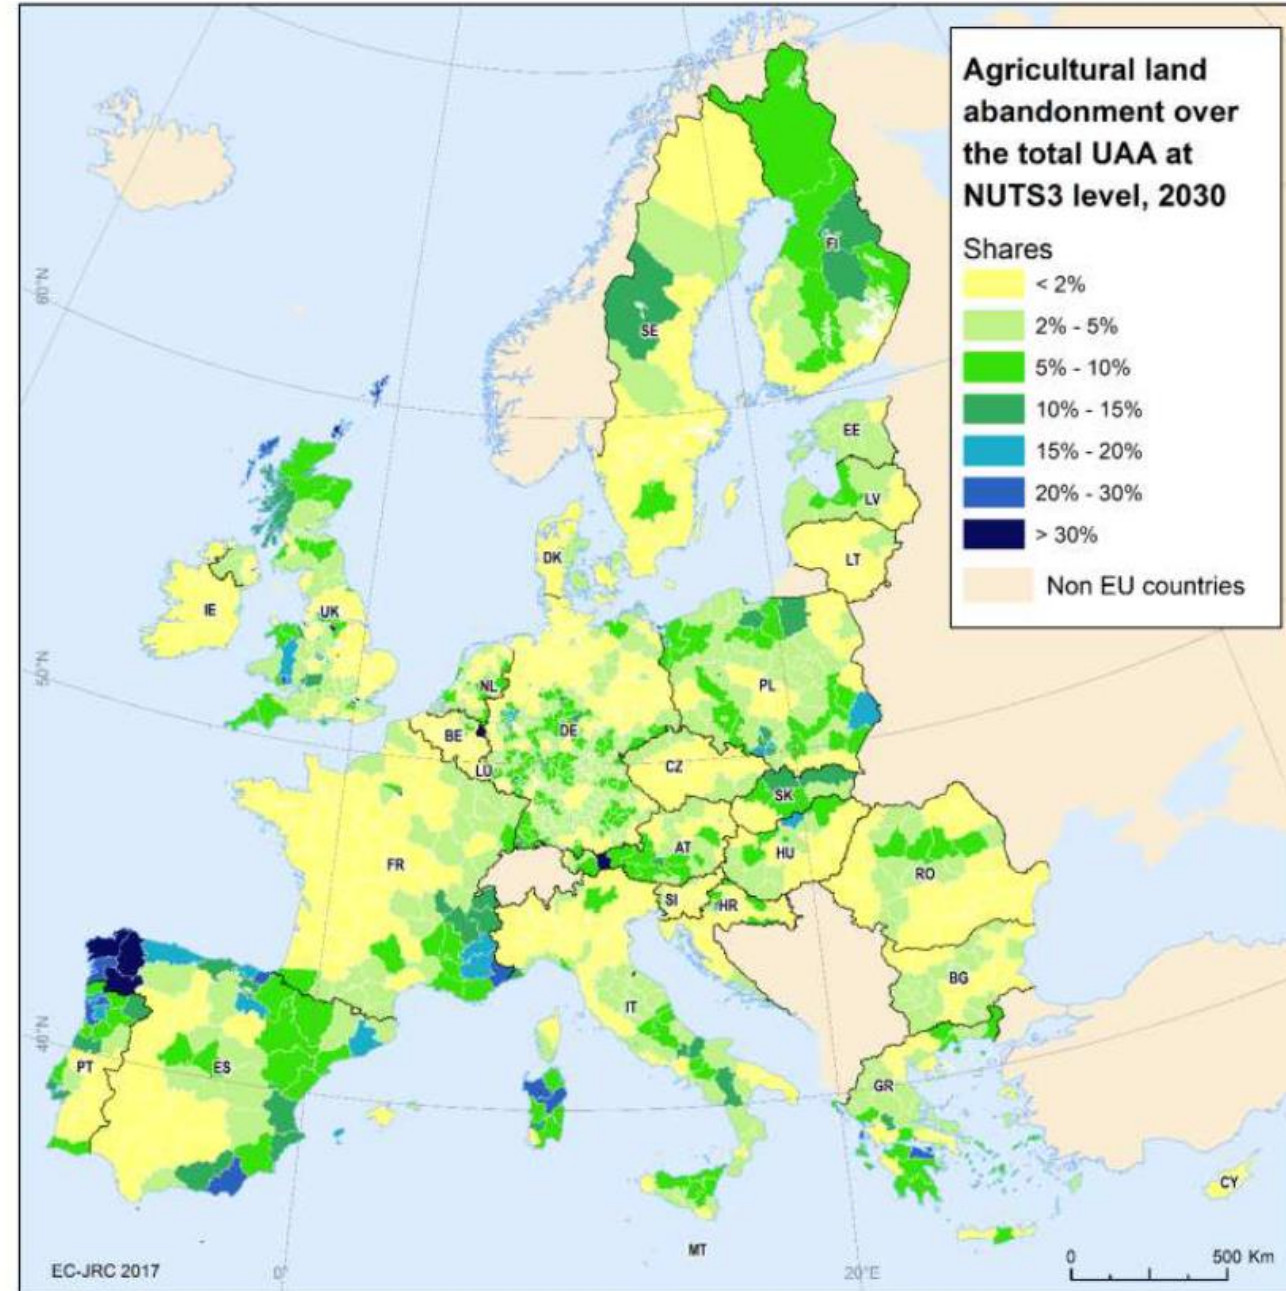 Agricultural land
abandonment over
the total UAA at
NUTS3 level, 2030
Shares
< 2%
2% - 5%
5% - 10%
10% - 15%
15% - 20%
20% - 30%
> 30%
Non EU countries
60°N
50°N
40°N
FI
SE
EE
LV
LT
DK
IE
UK
NL
PL
BE
DE
LU
CZ
SK
FR
AT
HU
RO
SI
HR
BG
IT
PT
ES
GR
CY
MT
EC-JRC 2017
0°
20°E
0
500 Km